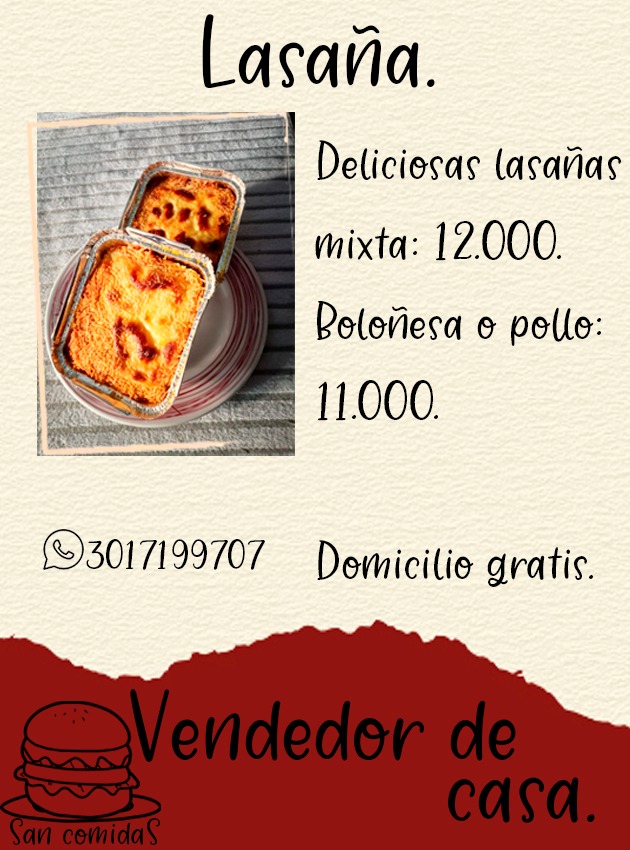 Lasaña.
Deliciosas lasañas
mixta: 12.000.
Boloñesa o pollo:
11.000.
3017199707
Domicilio gratis.
Vendedor de
casa.
San comidas